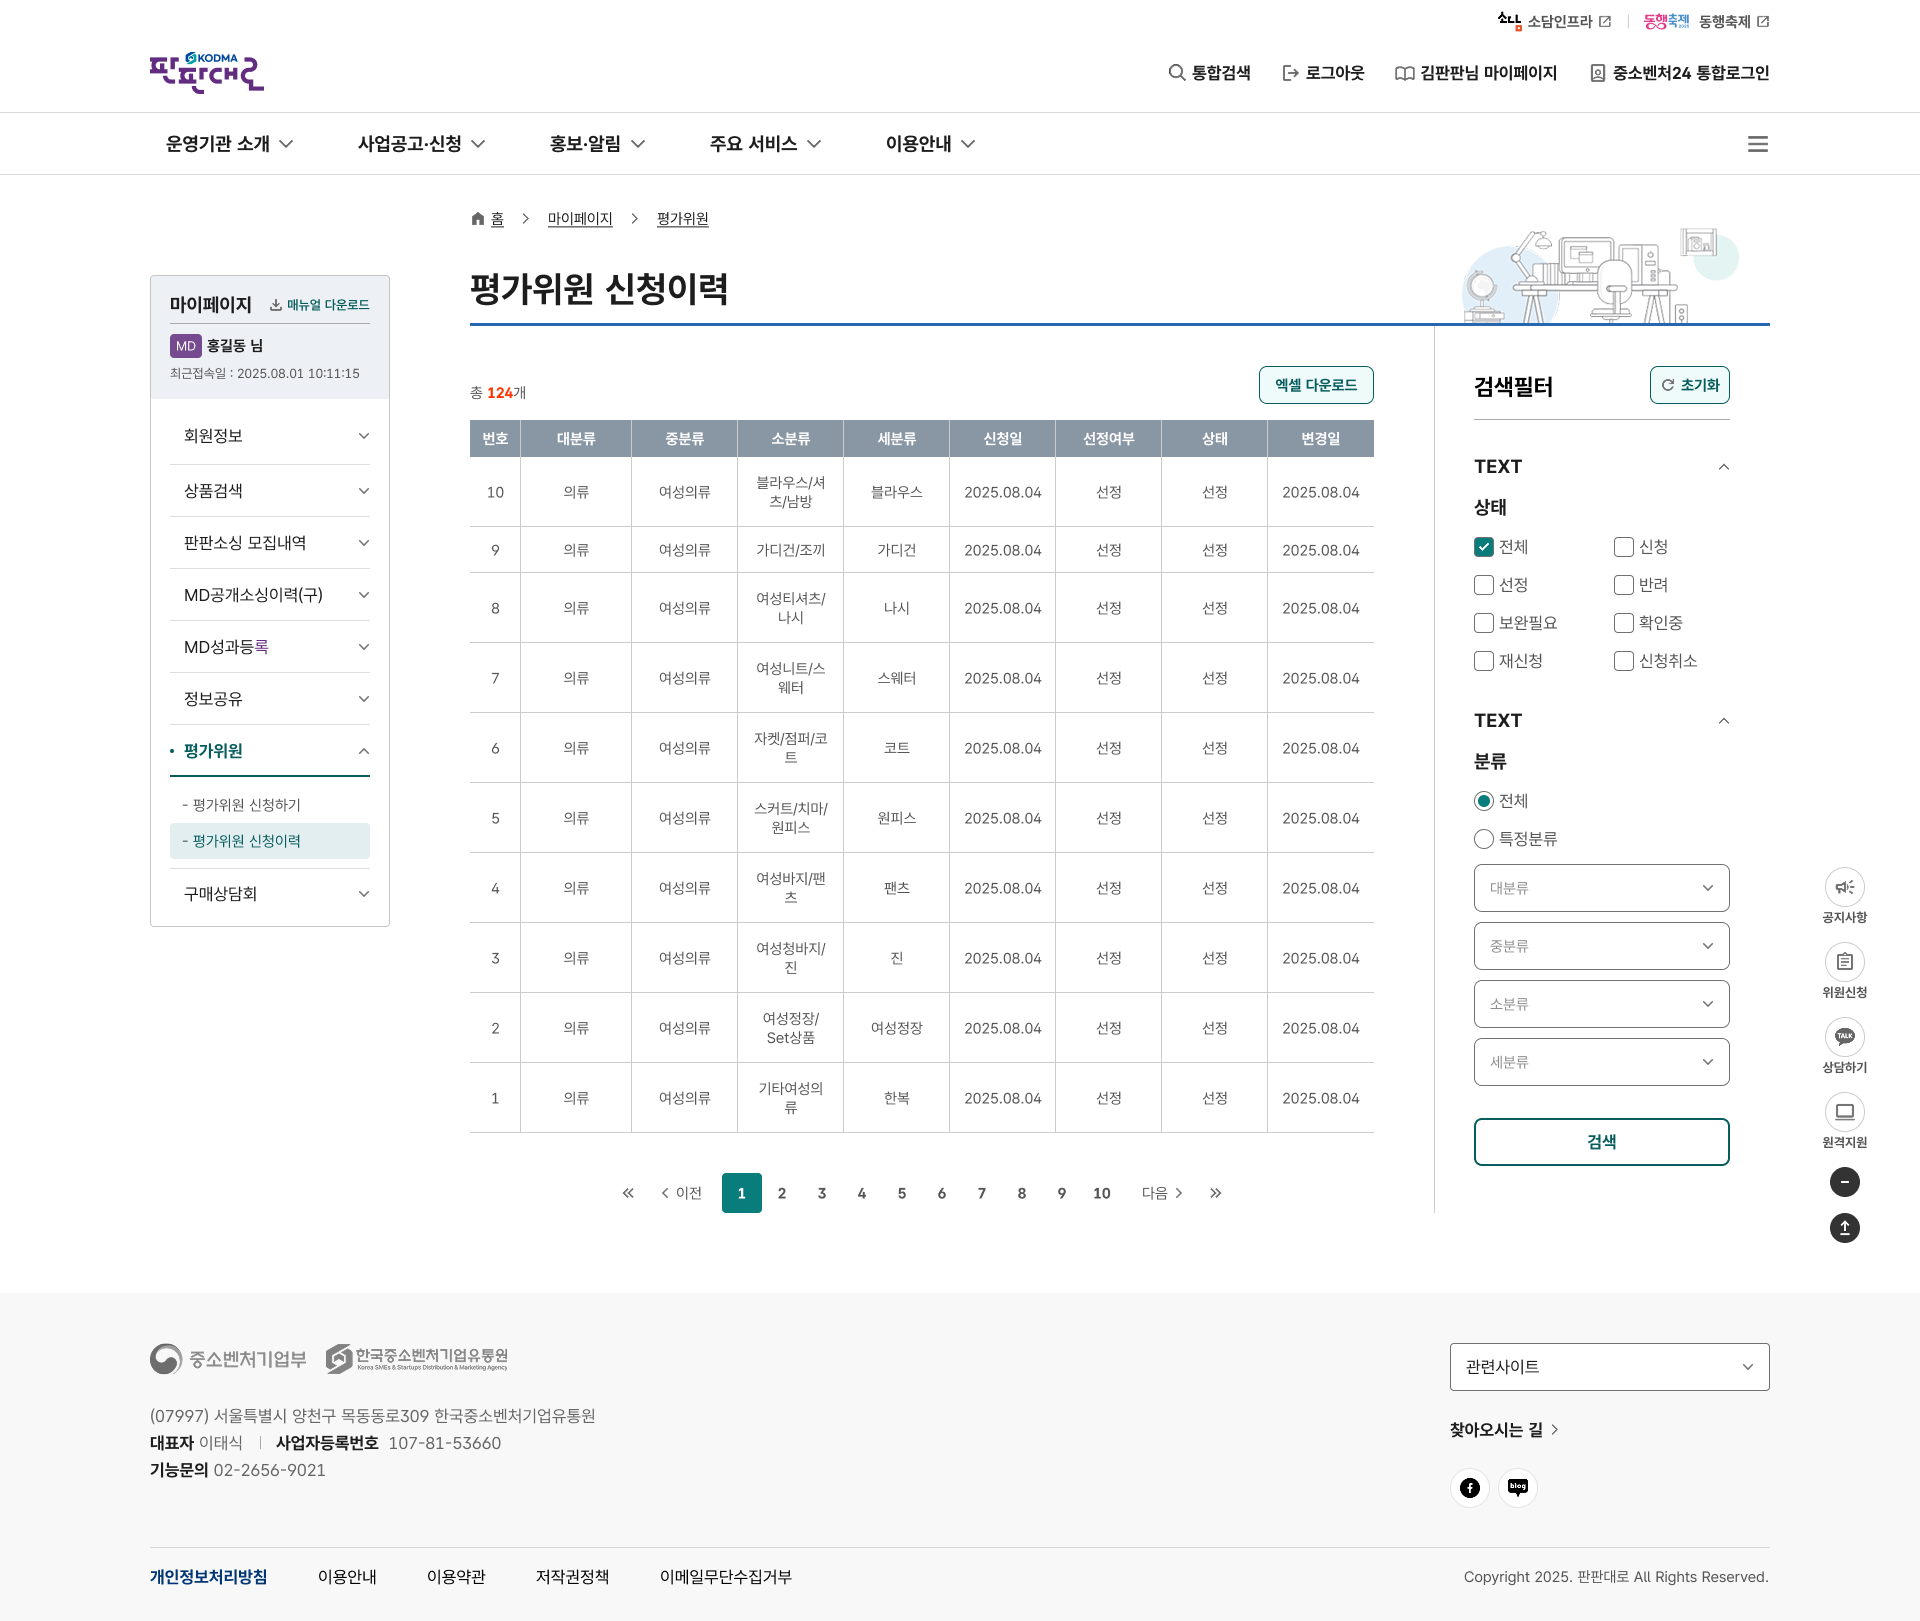 소담 소담인프라
동행축제 2025 동행축제
KODMA
판판대로
통합검색
로그아웃
김판판님 마이페이지
중소벤처24 통합로그인
운영기관 소개
사업공고·신청
홍보·알림
주요 서비스
이용안내
홈 마이페이지 평가위원
평가위원 신청이력
마이페이지 매뉴얼 다운로드
MD 홍길동 님
최근접속일 : 2025.08.01 10:11:15
회원정보
상품검색
판판소싱 모집내역
MD공개소싱이력(구)
MD성과등록
정보공유
평가위원
- 평가위원 신청하기
- 평가위원 신청이력
구매상담회
총 124개
엑셀 다운로드
번호 대분류 중분류 소분류 세분류 신청일 선정여부 상태 변경일
10 의류 여성의류 블라우스/셔
츠/남방 블라우스 2025.08.04 선정 선정 2025.08.04
9 의류 여성의류 가디건/조끼 가디건 2025.08.04 선정 선정 2025.08.04
8 의류 여성의류 여성티셔츠/
나시 나시 2025.08.04 선정 선정 2025.08.04
7 의류 여성의류 여성니트/스
웨터 스웨터 2025.08.04 선정 선정 2025.08.04
6 의류 여성의류 자켓/점퍼/코
트 코트 2025.08.04 선정 선정 2025.08.04
5 의류 여성의류 스커트/치마/
원피스 원피스 2025.08.04 선정 선정 2025.08.04
4 의류 여성의류 여성바지/팬
츠 팬츠 2025.08.04 선정 선정 2025.08.04
3 의류 여성의류 여성청바지/
진 진 2025.08.04 선정 선정 2025.08.04
2 의류 여성의류 여성정장/
Set상품 여성정장 2025.08.04 선정 선정 2025.08.04
1 의류 여성의류 기타여성의
류 한복 2025.08.04 선정 선정 2025.08.04
이전 1 2 3 4 5 6 7 8 9 10 다음
검색필터 초기화
TEXT
상태
전체 신청
선정 반려
보완필요 확인중
재신청 신청취소
TEXT
분류
전체
특정분류
대분류
중분류
소분류
세분류
검색
공지사항
위원신청
TALK
상담하기
원격지원
중소벤처기업부
한국중소벤처기업유통원
Korea SMEs & Startups Distribution & Marketing Agency
(07997) 서울특별시 양천구 목동동로309 한국중소벤처기업유통원
대표자 이태식 사업자등록번호 107-81-53660
기능문의 02-2656-9021
관련사이트
찾아오시는 길
blog
개인정보처리방침 이용안내 이용약관 저작권정책 이메일무단수집거부
Copyright 2025. 판판대로 All Rights Reserved.